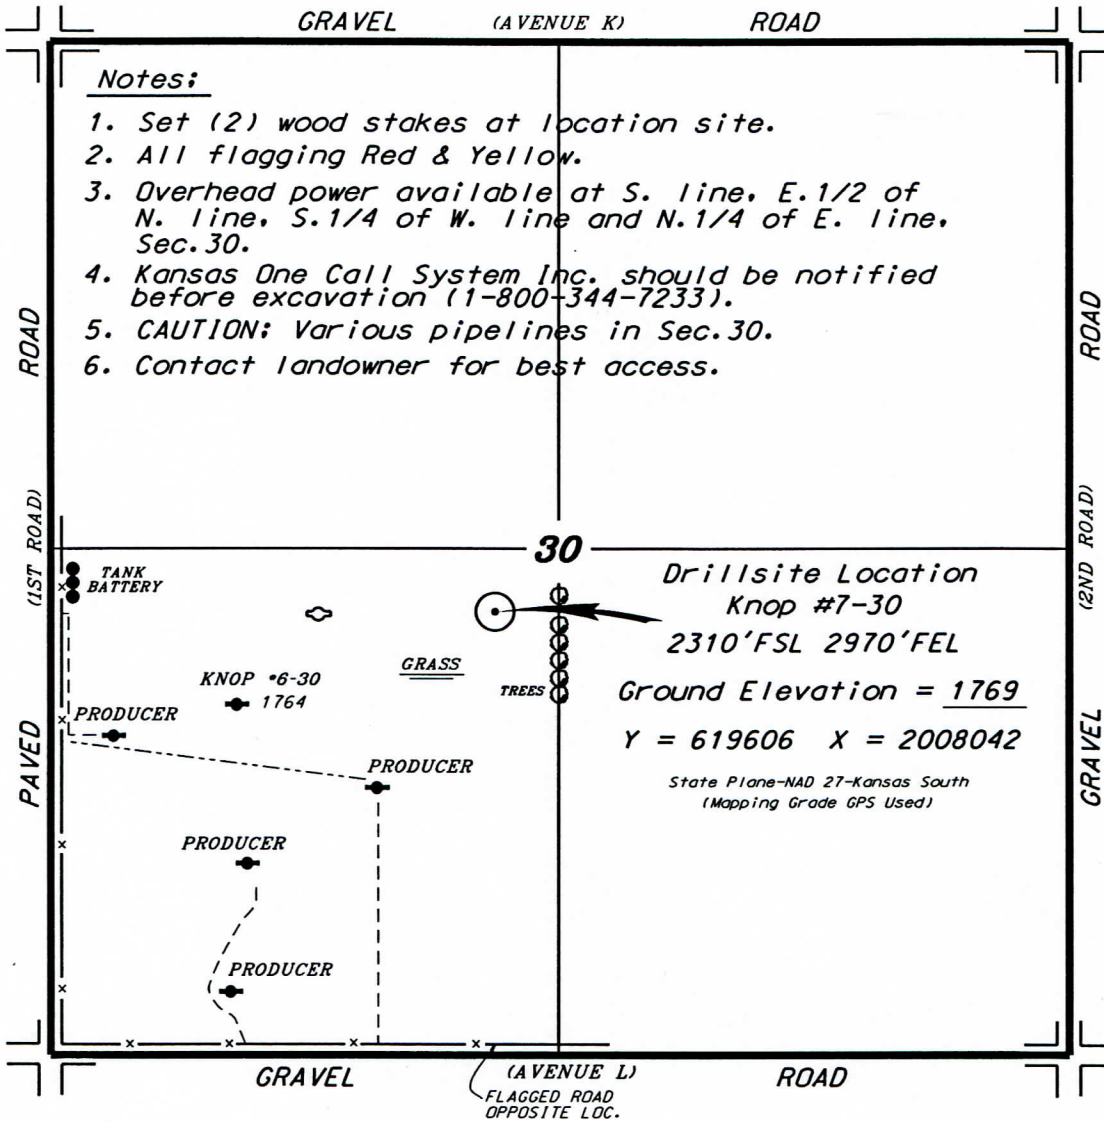 GRAVEL (AVENUE K) ROAD
Notes:
1. Set (2) wood stakes at location site.
2. All flagging Red & Yellow.
3. Overhead power available at S. line, E.1/2 of
N. line, S.1/4 of W. line and N.1/4 of E. line,
Sec.30.
4. Kansas One Call System Inc. should be notified
before excavation (1-800-344-7233).
5. CAUTION: Various pipelines in Sec.30.
6. Contact landowner for best access.
ROAD
(1ST ROAD)
PAVED
ROAD
(2ND ROAD)
GRAVEL
30
TANK
BATTERY
Drillsite Location
Knop #7-30
2310'FSL 2970'FEL
Ground Elevation = 1769
Y = 619606 X = 2008042
State Plane-NAD 27-Kansas South
(Mapping Grade GPS Used)
GRASS
TREES
KNOP #6-30
1764
PRODUCER
PRODUCER
PRODUCER
PRODUCER
GRAVEL (AVENUE L) ROAD
FLAGGED ROAD
OPPOSITE LOC.